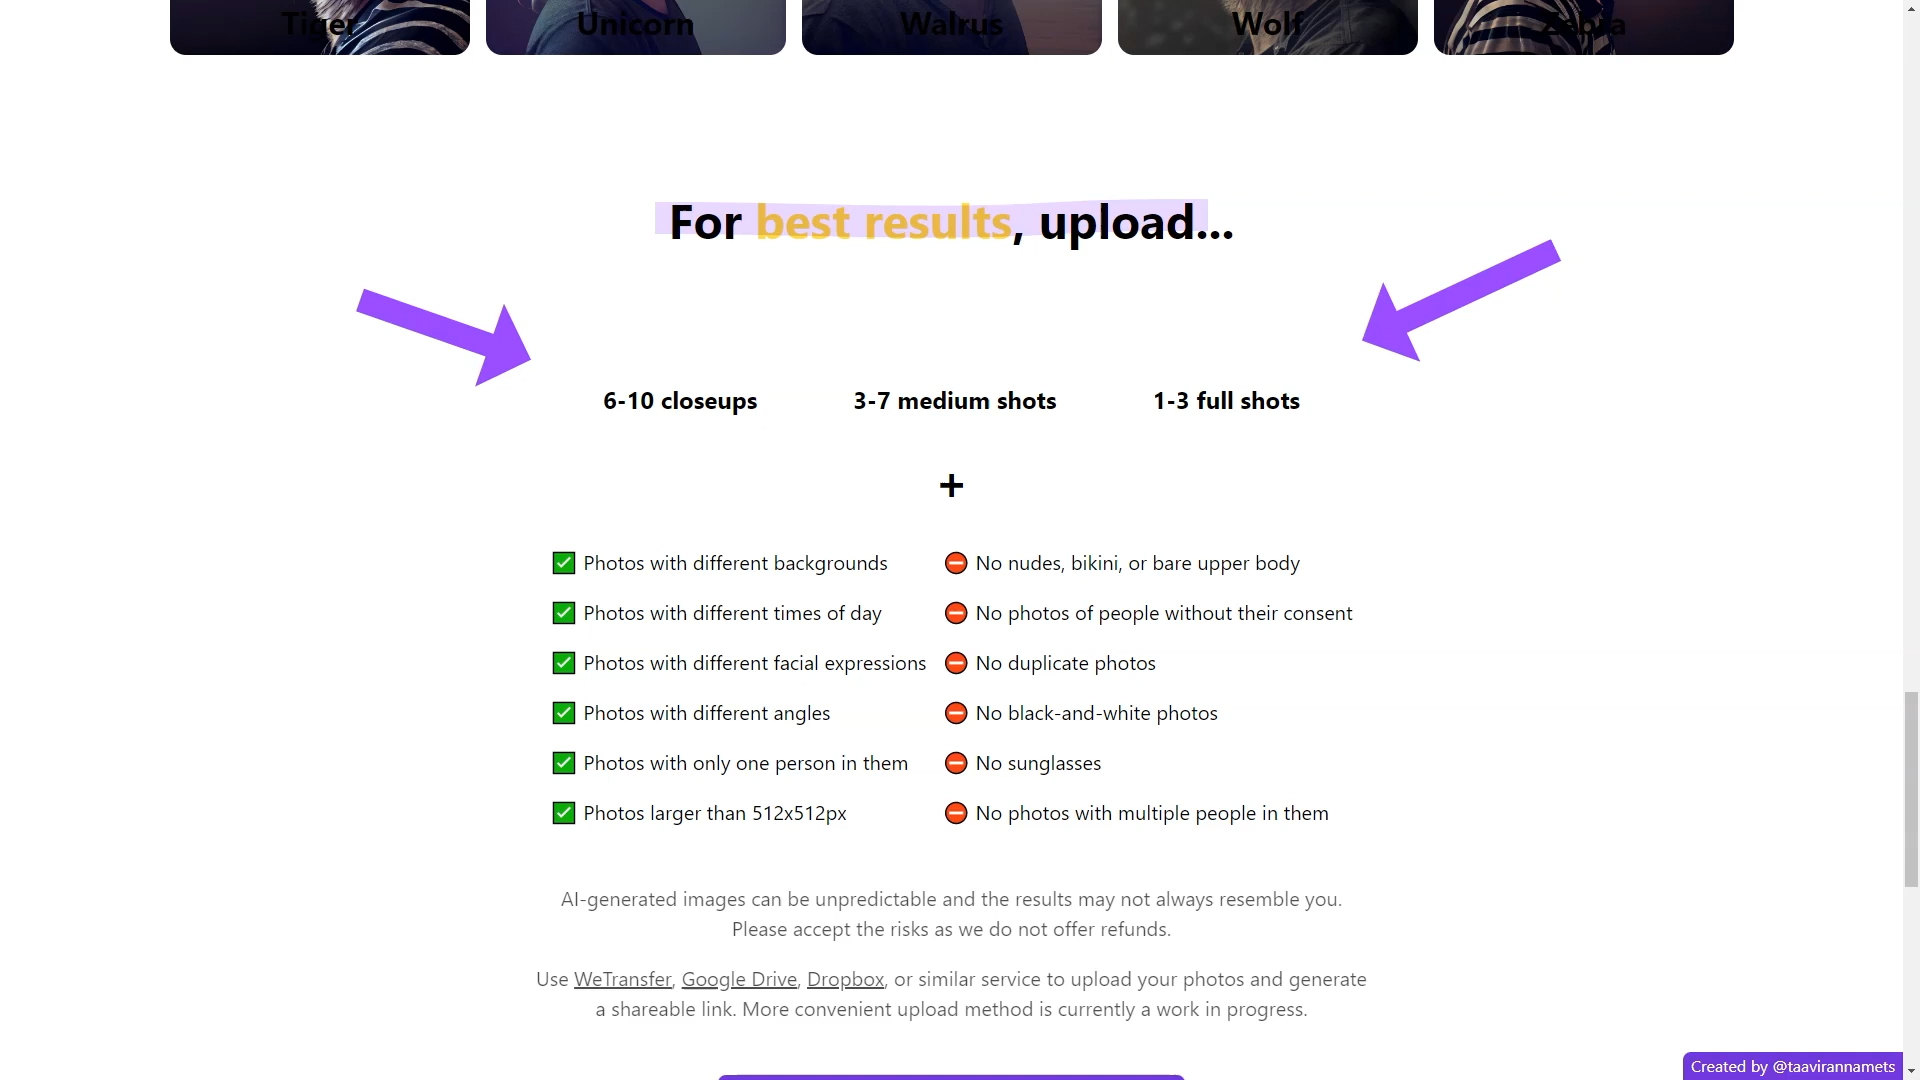 Tiger Unicorn Walrus Wolf Zebra
For best results, upload...
6-10 closeups 3-7 medium shots 1-3 full shots
+
Photos with different backgrounds
Photos with different times of day
Photos with different facial expressions
Photos with different angles
Photos with only one person in them
Photos larger than 512x512px
No nudes, bikini, or bare upper body
No photos of people without their consent
No duplicate photos
No black-and-white photos
No sunglasses
No photos with multiple people in them
AI-generated images can be unpredictable and the results may not always resemble you.
Please accept the risks as we do not offer refunds.
Use WeTransfer, Google Drive, Dropbox, or similar service to upload your photos and generate
a shareable link. More convenient upload method is currently a work in progress.
Created by @taavirannamets